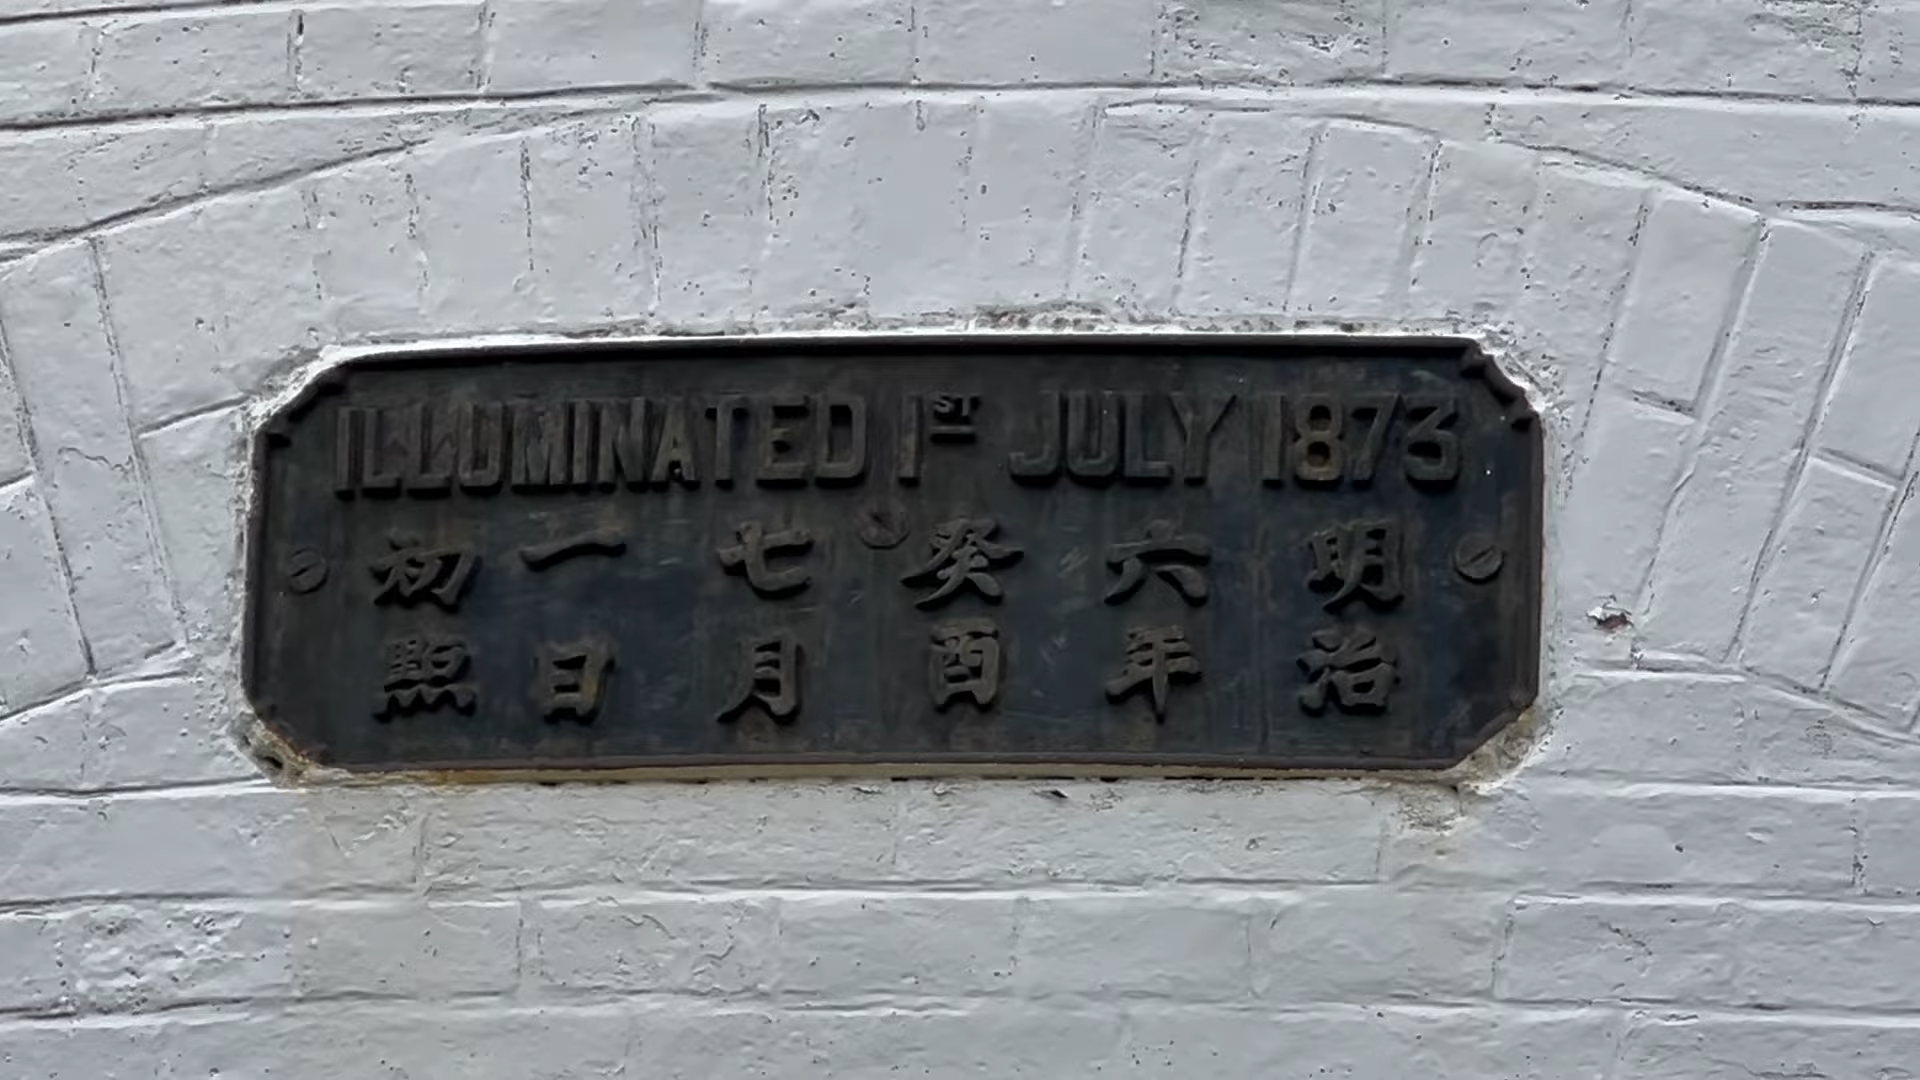 ILLUMINATED 1ST JULY 1873
明治
六年
癸酉
七月
一日
初照